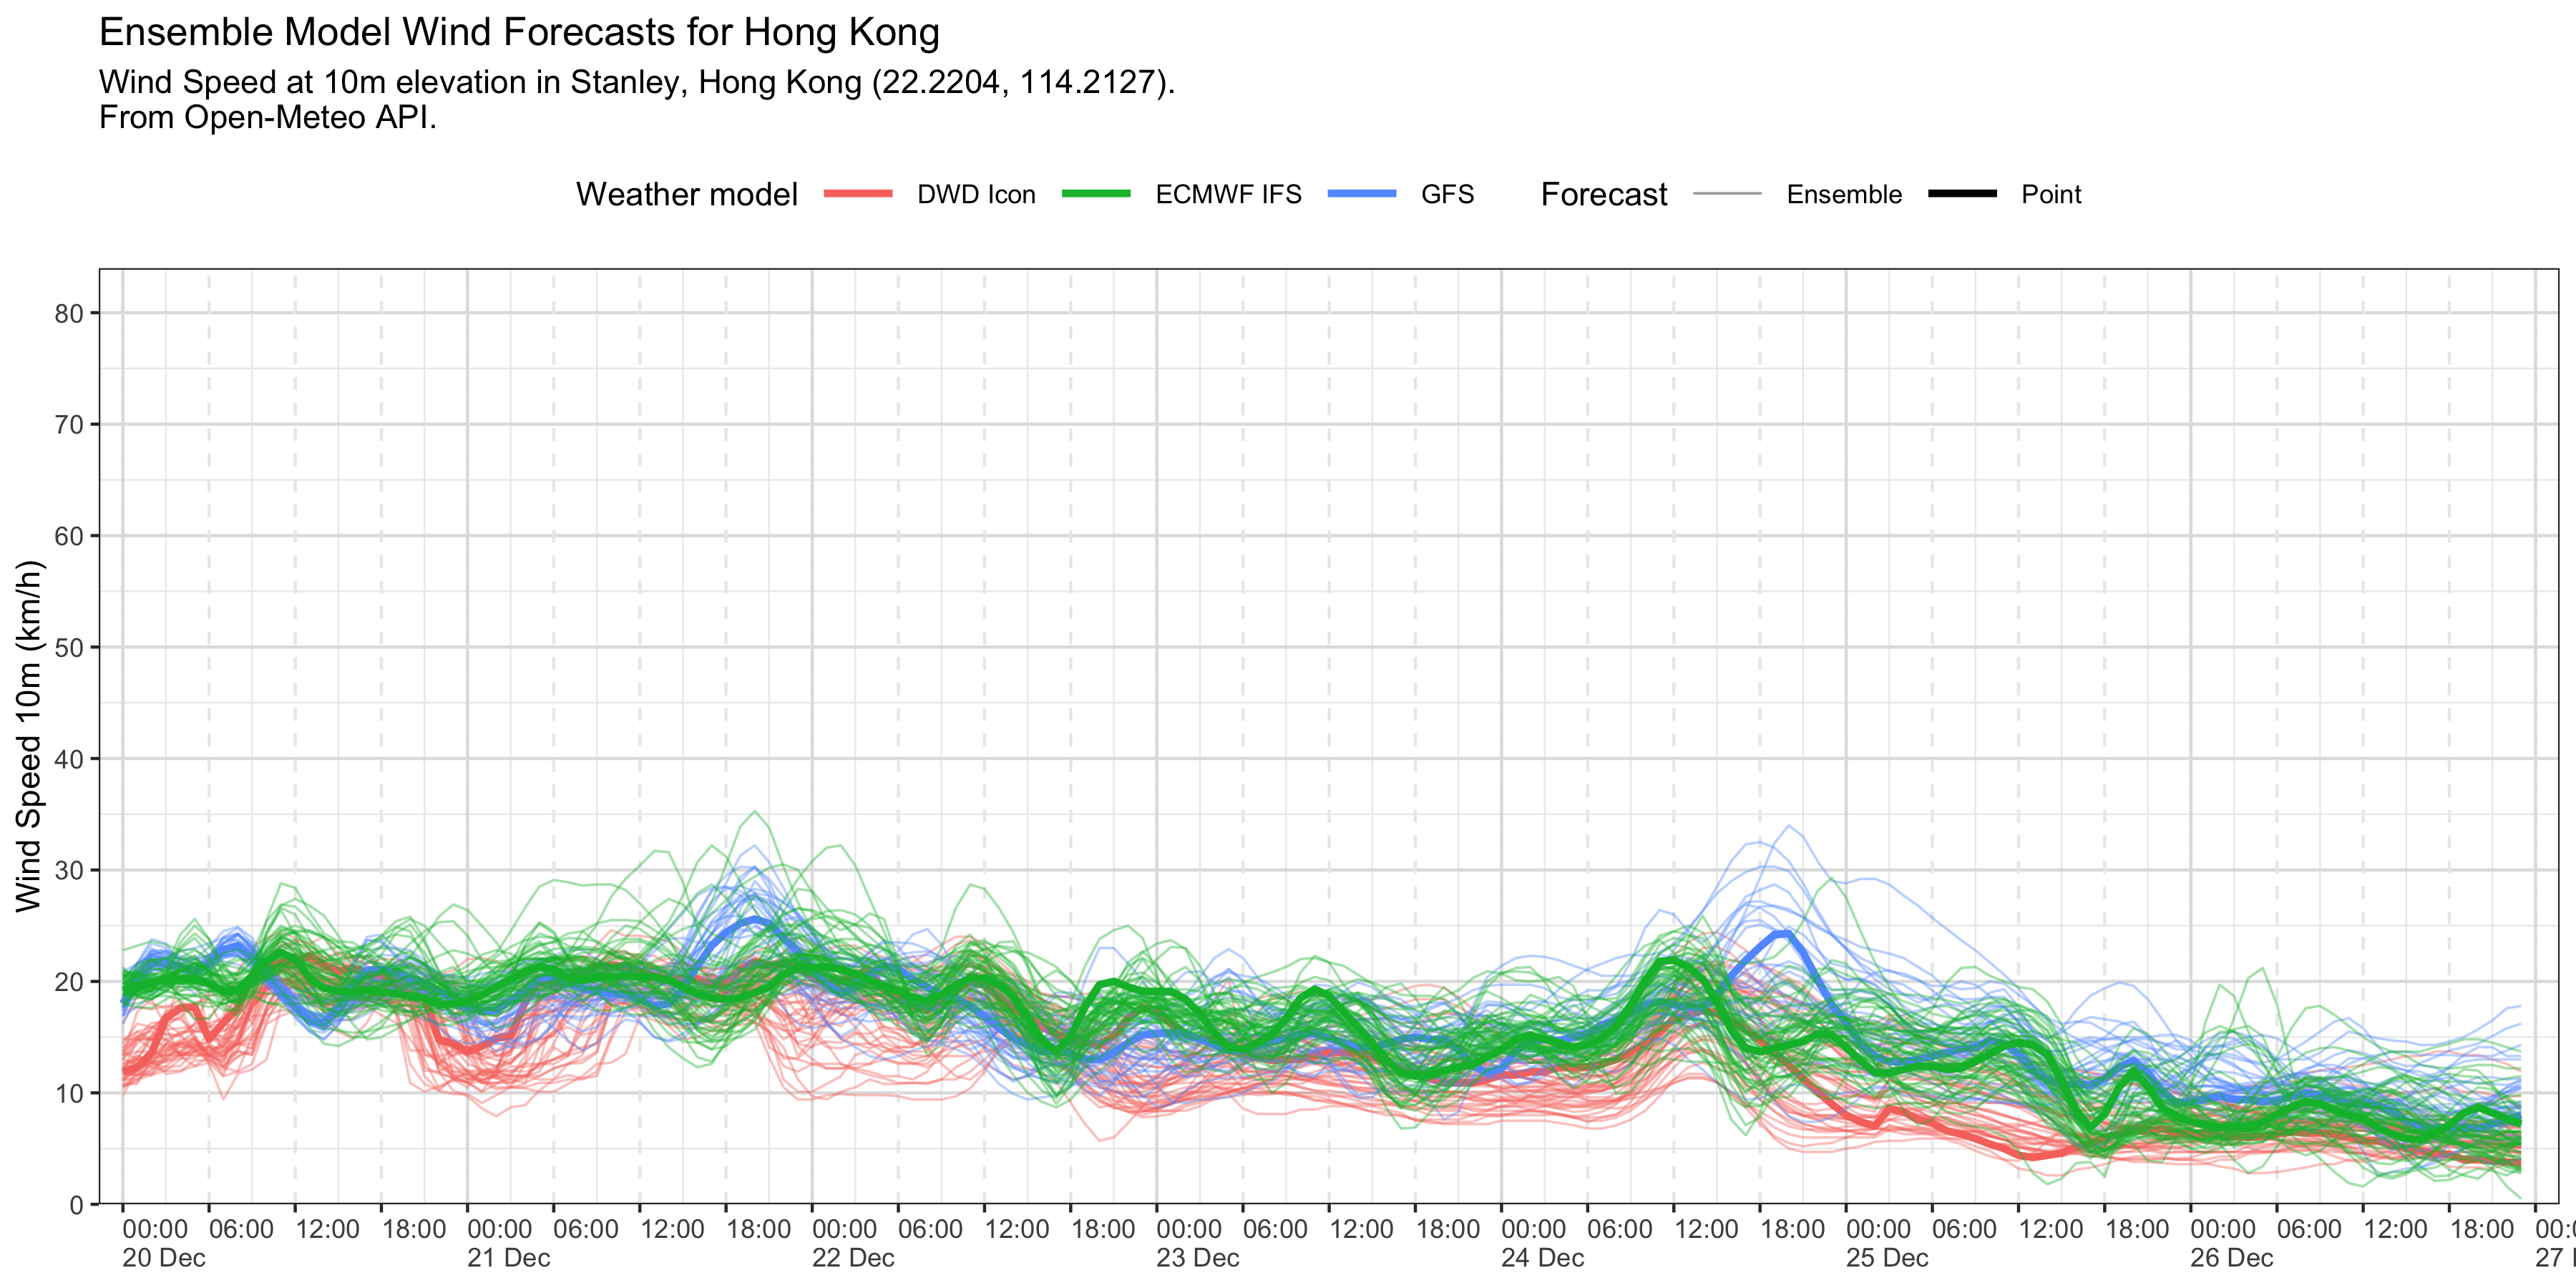 Ensemble Model Wind Forecasts for Hong Kong
Wind Speed at 10m elevation in Stanley, Hong Kong (22.2204, 114.2127).
From Open-Meteo API.
Weather model DWD Icon ECMWF IFS GFS Forecast Ensemble Point
Wind Speed 10m (km/h)
80
70
60
50
40
30
20
10
0
00:00 06:00 12:00 18:00 00:00 06:00 12:00 18:00 00:00 06:00 12:00 18:00 00:00 06:00 12:00 18:00 00:00 06:00 12:00 18:00 00:00 06:00 12:00 18:00 00:00 06:00 12:00 18:00 00:0
20 Dec 21 Dec 22 Dec 23 Dec 24 Dec 25 Dec 26 Dec 27